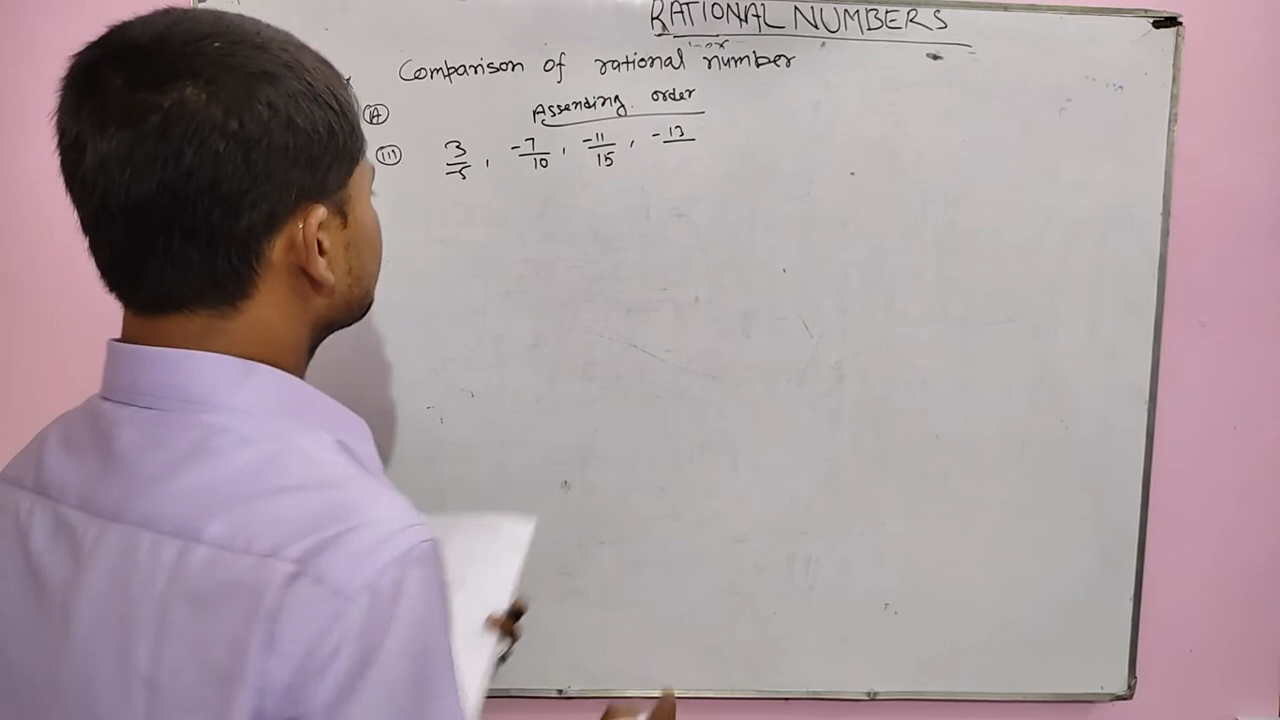 RATIONAL NUMBERS
Comparison of rational number
(A) Assending order
(iii) 3/-5, -7/10, -11/15, -13/